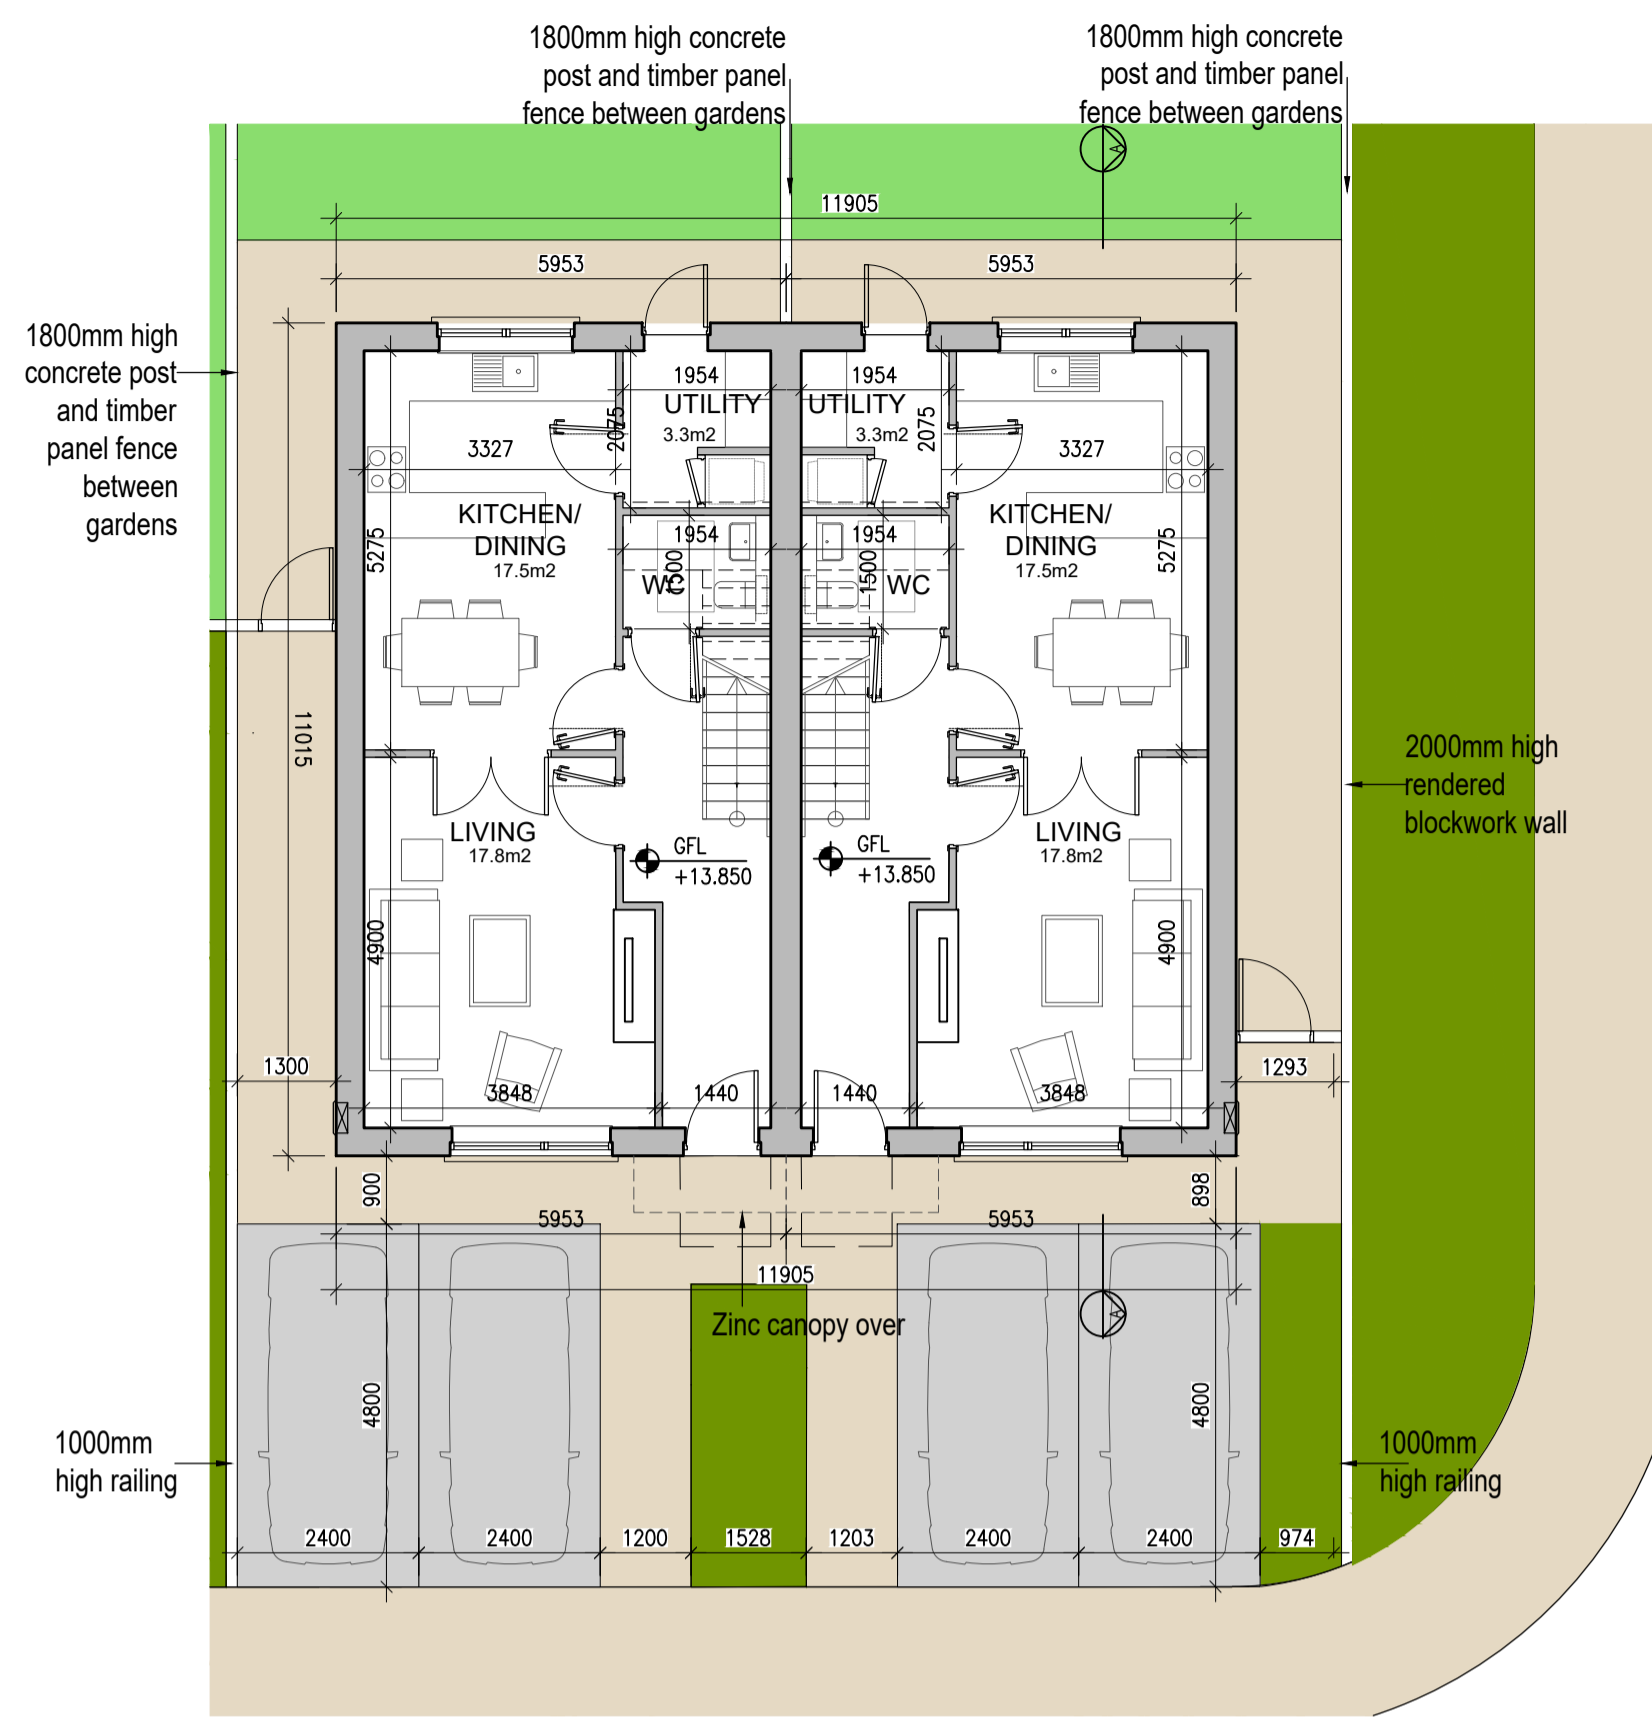 1800mm high concrete
post and timber panel
fence between gardens
1800mm high concrete
post and timber panel
fence between gardens
A
11905
5953
5953
1800mm high
concrete post
and timber
panel fence
between
gardens
1954
1954
UTILITY
UTILITY
3.3m2
3.3m2
2075
2075
3327
3327
KITCHEN/
DINING
17.5m2
KITCHEN/
DINING
17.5m2
1954
1954
5275
5275
1500
1500
WC
WC
11015
2000mm high
rendered
blockwork wall
LIVING
17.8m2
LIVING
17.8m2
GFL
+13.850
GFL
+13.850
4900
4900
1300
1293
3848
1440
1440
3848
900
898
5953
5953
11905
Zinc canopy over
A
4800
4800
1000mm
high railing
1000mm
high railing
2400
2400
1200
1528
1203
2400
2400
974